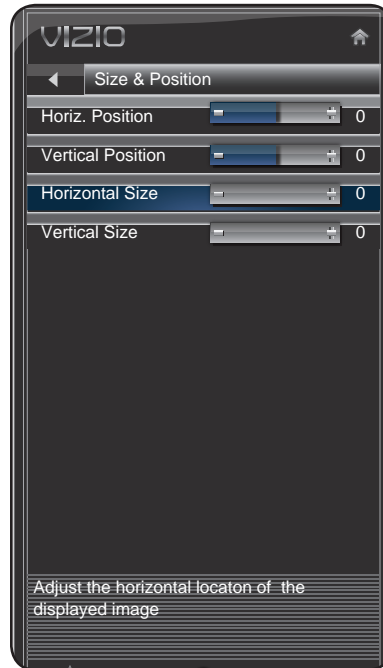 VIZIO
Size & Position
Horiz. Position 0
Vertical Position 0
Horizontal Size 0
Vertical Size 0
Adjust the horizontal locaton of the
displayed image